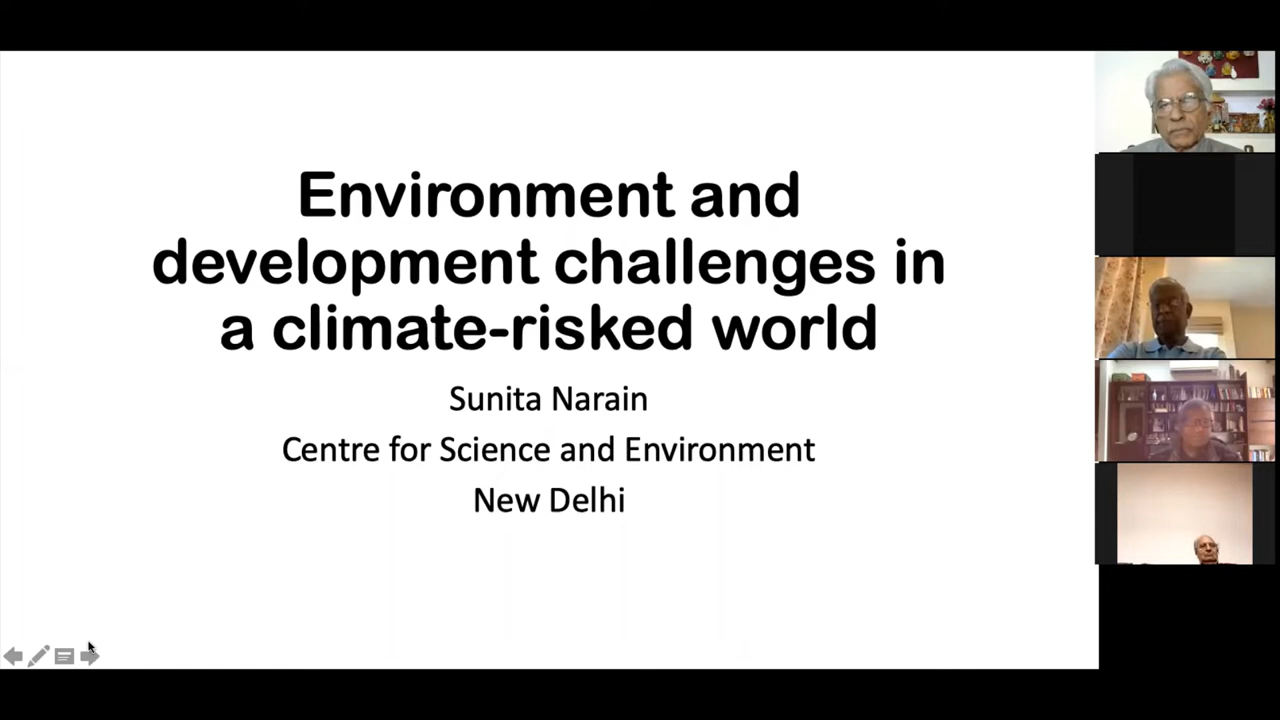 Environment and
development challenges in
a climate-risked world
Sunita Narain
Centre for Science and Environment
New Delhi